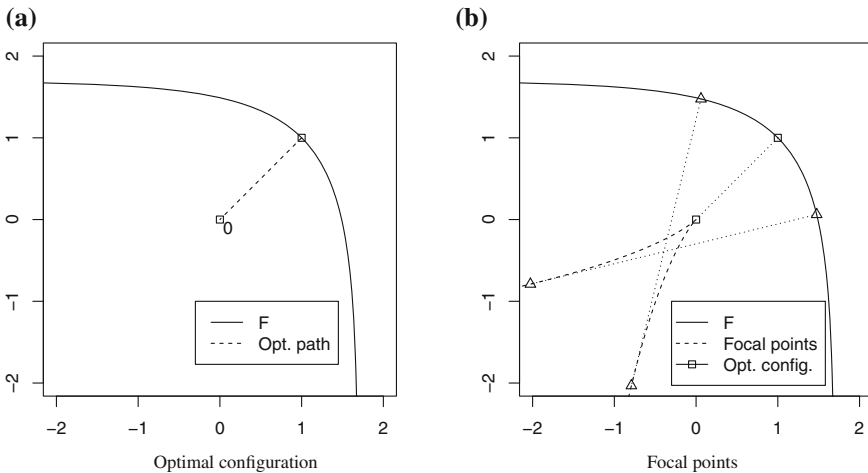 (a)
2
1
0
−1
−2
0
F
Opt. path
−2 −1 0 1 2
Optimal configuration
(b)
2
1
0
−1
−2
F
Focal points
Opt. config.
−2 −1 0 1 2
Focal points